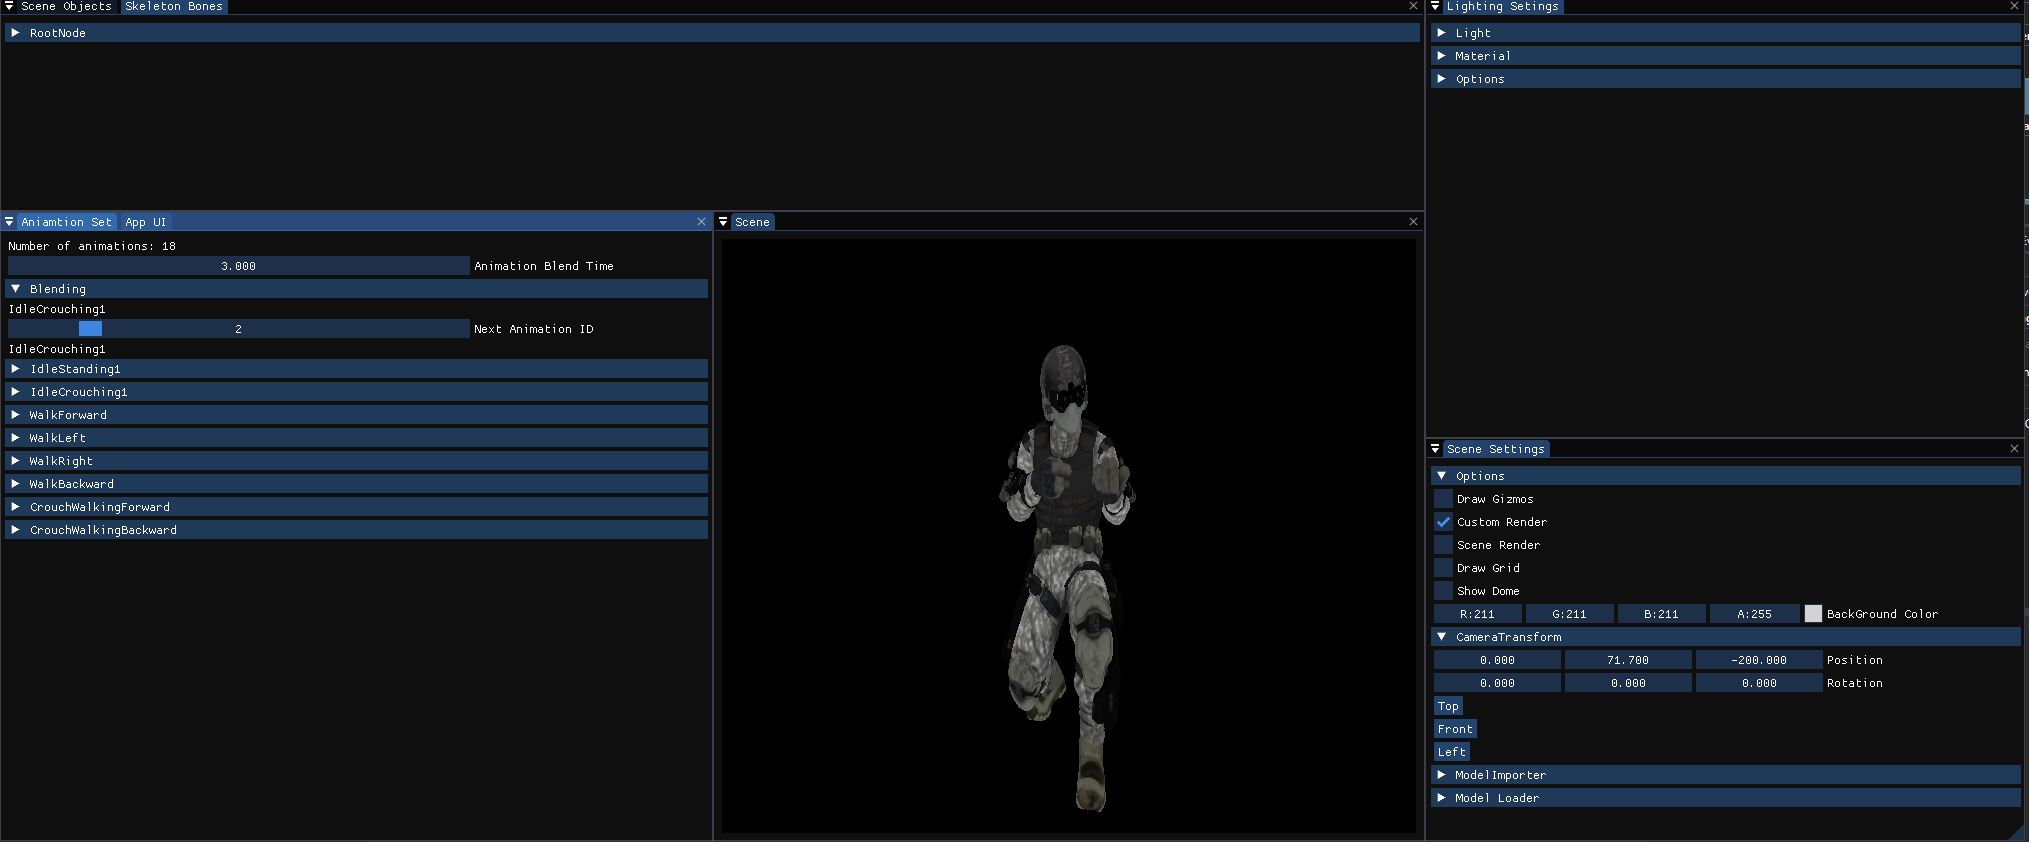 Scene Objects Skeleton Bones
RootNode
Aniamtion Set App UI
Number of animations: 18
3.000 Animation Blend Time
Blending
IdleCrouching1
2 Next Animation ID
IdleCrouching1
IdleStanding1
IdleCrouching1
WalkForward
WalkLeft
WalkRight
WalkBackward
CrouchWalkingForward
CrouchWalkingBackward
Scene
Lighting Setings
Light
Material
Options
Scene Settings
Options
Draw Gizmos
Custom Render
Scene Render
Draw Grid
Show Dome
R:211 G:211 B:211 A:255 BackGround Color
CameraTransform
0.000 71.700 -200.000 Position
0.000 0.000 0.000 Rotation
Top
Front
Left
ModelImporter
Model Loader